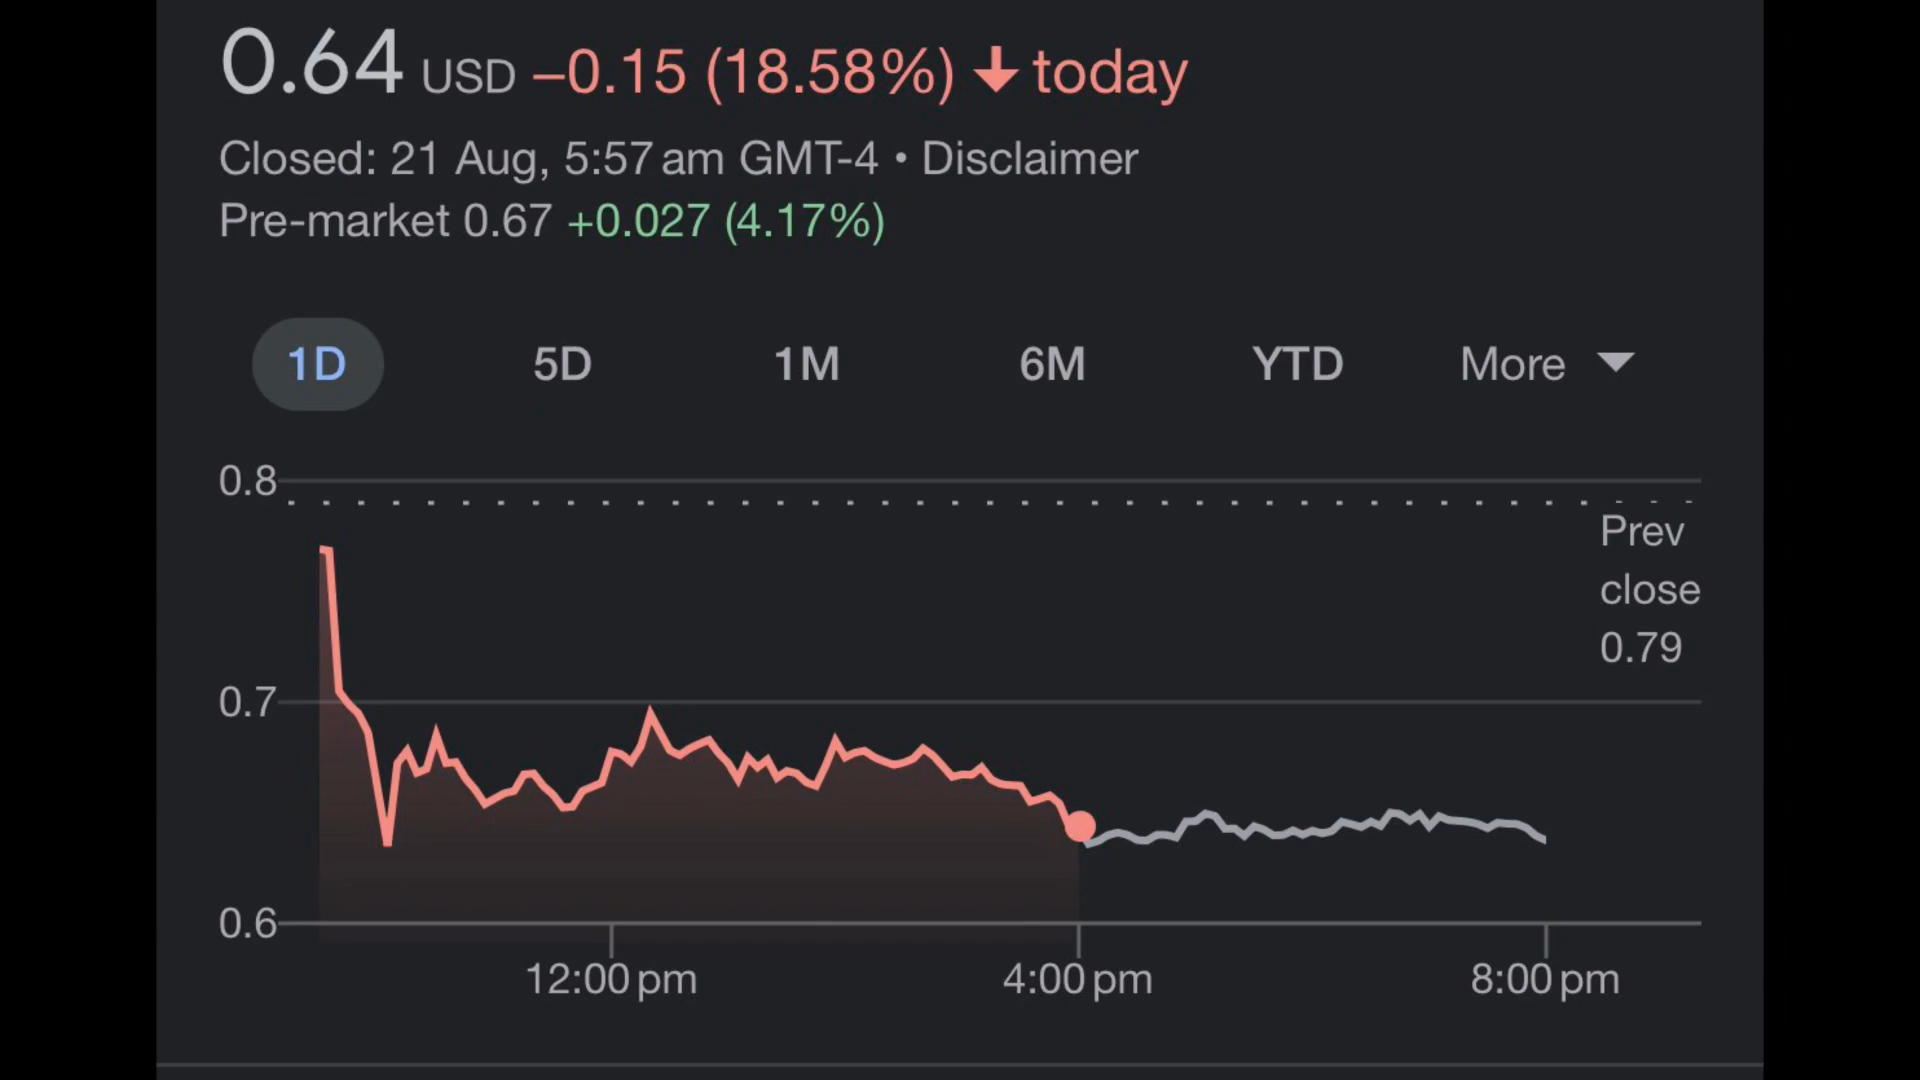 0.64 USD −0.15 (18.58%) ↓ today
Closed: 21 Aug, 5:57 am GMT-4 • Disclaimer
Pre-market 0.67 +0.027 (4.17%)
1D 5D 1M 6M YTD More
0.8
Prev
close
0.79
0.7
0.6
12:00 pm 4:00 pm 8:00 pm